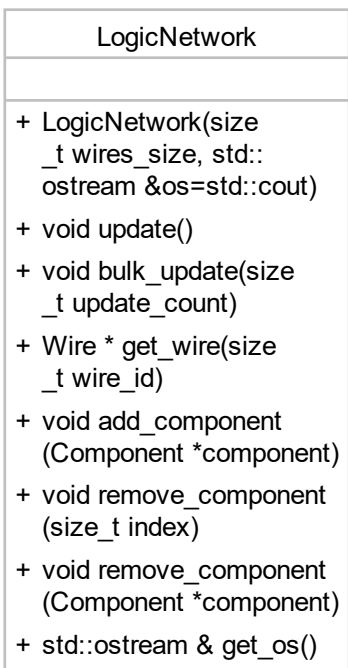 LogicNetwork
+ LogicNetwork(size
_t wires_size, std::
ostream &os=std::cout)
+ void update()
+ void bulk_update(size
_t update_count)
+ Wire * get_wire(size
_t wire_id)
+ void add_component
(Component *component)
+ void remove_component
(size_t index)
+ void remove_component
(Component *component)
+ std::ostream & get_os()